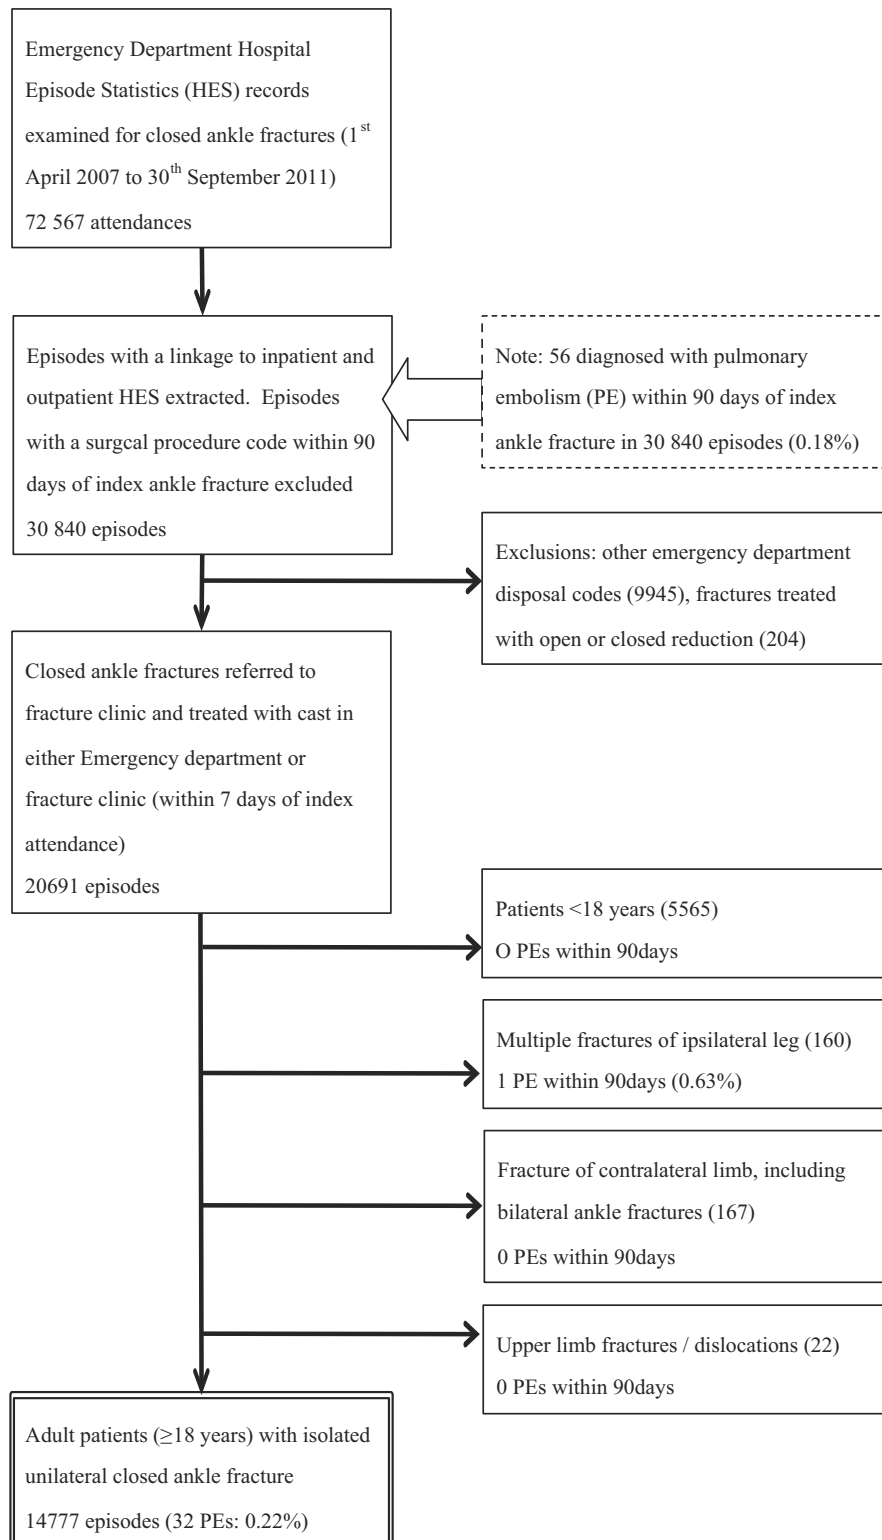 Emergency Department Hospital
Episode Statistics (HES) records
examined for closed ankle fractures (1st
April 2007 to 30th September 2011)
72 567 attendances
Episodes with a linkage to inpatient and
outpatient HES extracted. Episodes
with a surgcal procedure code within 90
days of index ankle fracture excluded
30 840 episodes
Note: 56 diagnosed with pulmonary
embolism (PE) within 90 days of index
ankle fracture in 30 840 episodes (0.18%)
Exclusions: other emergency department
disposal codes (9945), fractures treated
with open or closed reduction (204)
Closed ankle fractures referred to
fracture clinic and treated with cast in
either Emergency department or
fracture clinic (within 7 days of index
attendance)
20691 episodes
Patients <18 years (5565)
O PEs within 90days
Multiple fractures of ipsilateral leg (160)
1 PE within 90days (0.63%)
Fracture of contralateral limb, including
bilateral ankle fractures (167)
0 PEs within 90days
Upper limb fractures / dislocations (22)
0 PEs within 90days
Adult patients (≥18 years) with isolated
unilateral closed ankle fracture
14777 episodes (32 PEs: 0.22%)